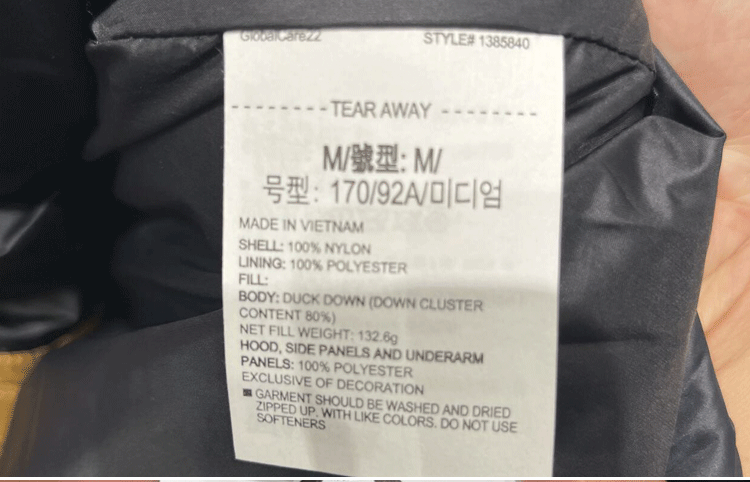 GlobalCare22 STYLE# 1385840
TEAR AWAY
M/號型: M/
号型: 170/92A/미디엄
MADE IN VIETNAM
SHELL: 100% NYLON
LINING: 100% POLYESTER
FILL:
BODY: DUCK DOWN (DOWN CLUSTER
CONTENT 80%)
NET FILL WEIGHT: 132.6g
HOOD, SIDE PANELS AND UNDERARM
PANELS: 100% POLYESTER
EXCLUSIVE OF DECORATION
GARMENT SHOULD BE WASHED AND DRIED
ZIPPED UP. WITH LIKE COLORS. DO NOT USE
SOFTENERS